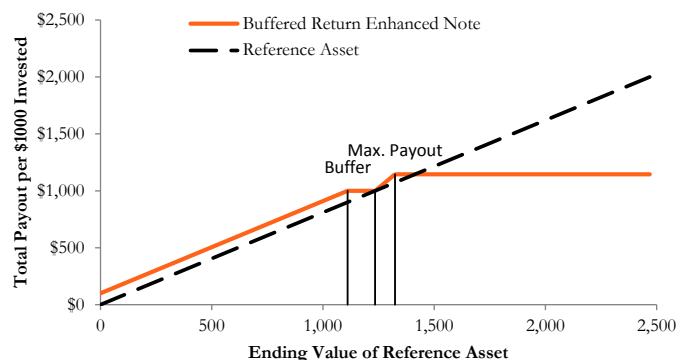 $2,500
Buffered Return Enhanced Note
Reference Asset
$2,000
$1,500
Max. Payout
Buffer
$1,000
$500
$0
0
500
1,000
1,500
2,000
2,500
Total Payout per $1000 Invested
Ending Value of Reference Asset